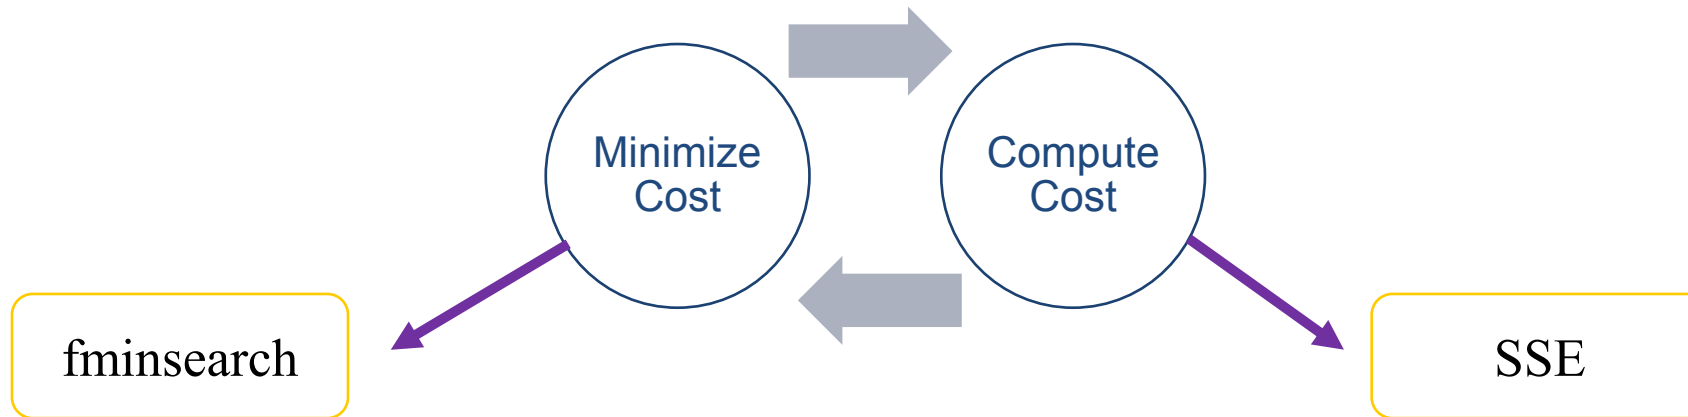 Minimize
Cost
Compute
Cost
fminsearch
SSE